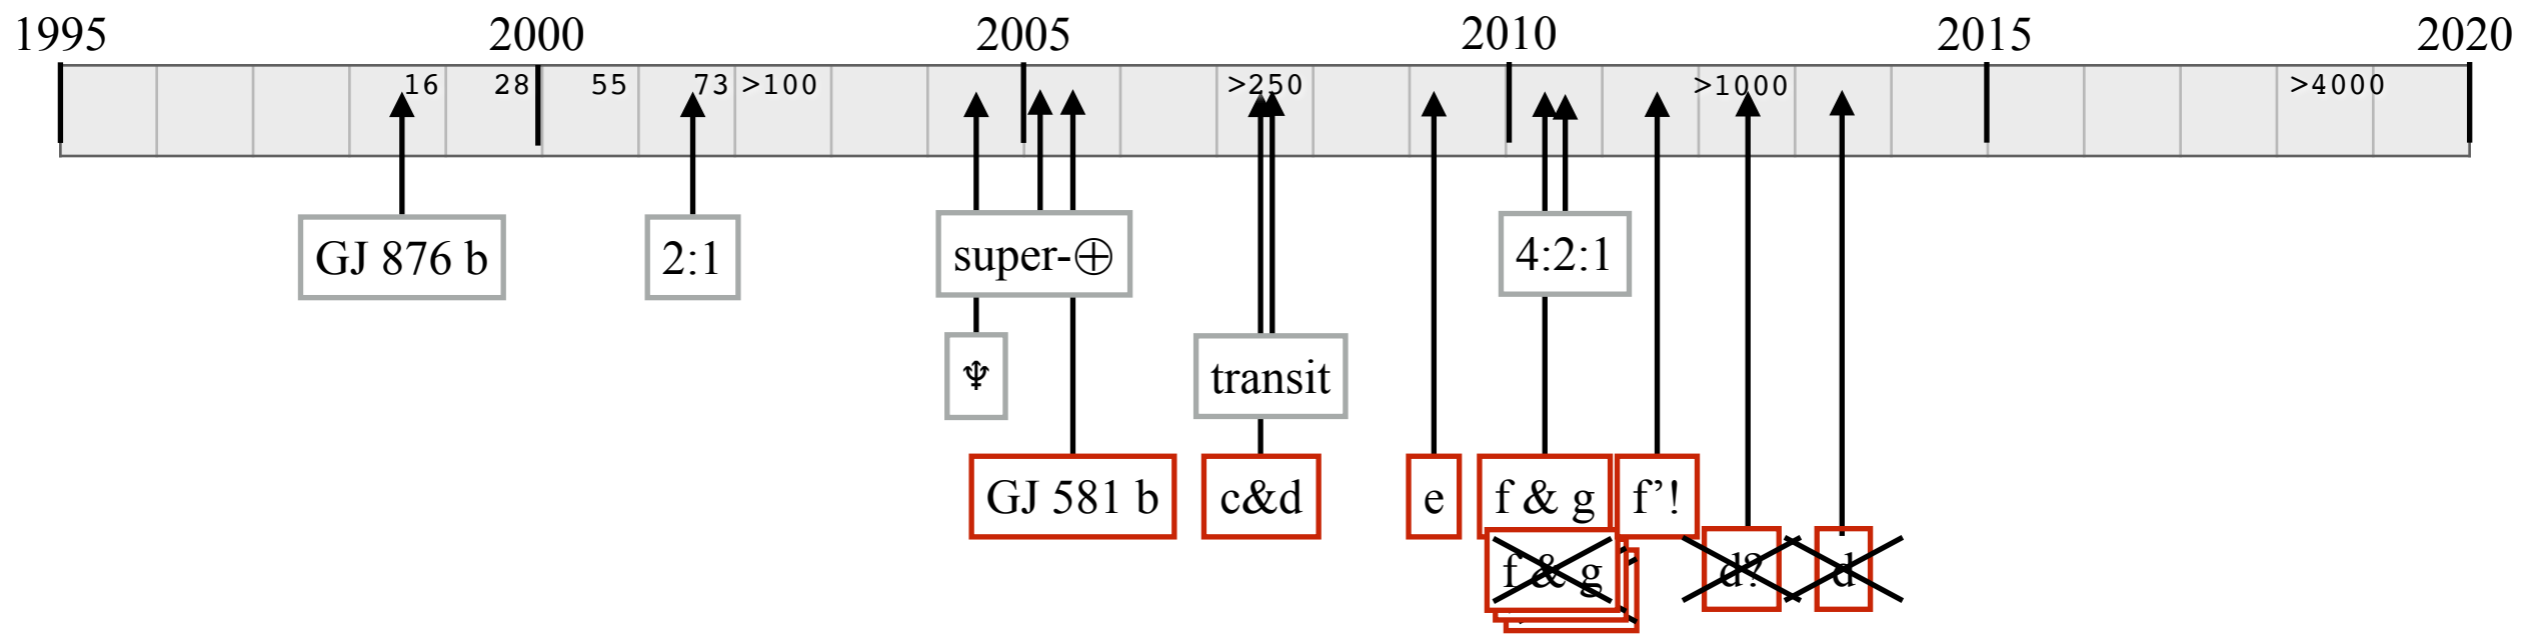 1995 2000 2005 2010 2015 2020
16 28 55 73 >100 >250 >1000 >4000
GJ 876 b 2:1 super-⊕ 4:2:1
♆ transit
GJ 581 b c&d e f & g f’!
f & g d? d